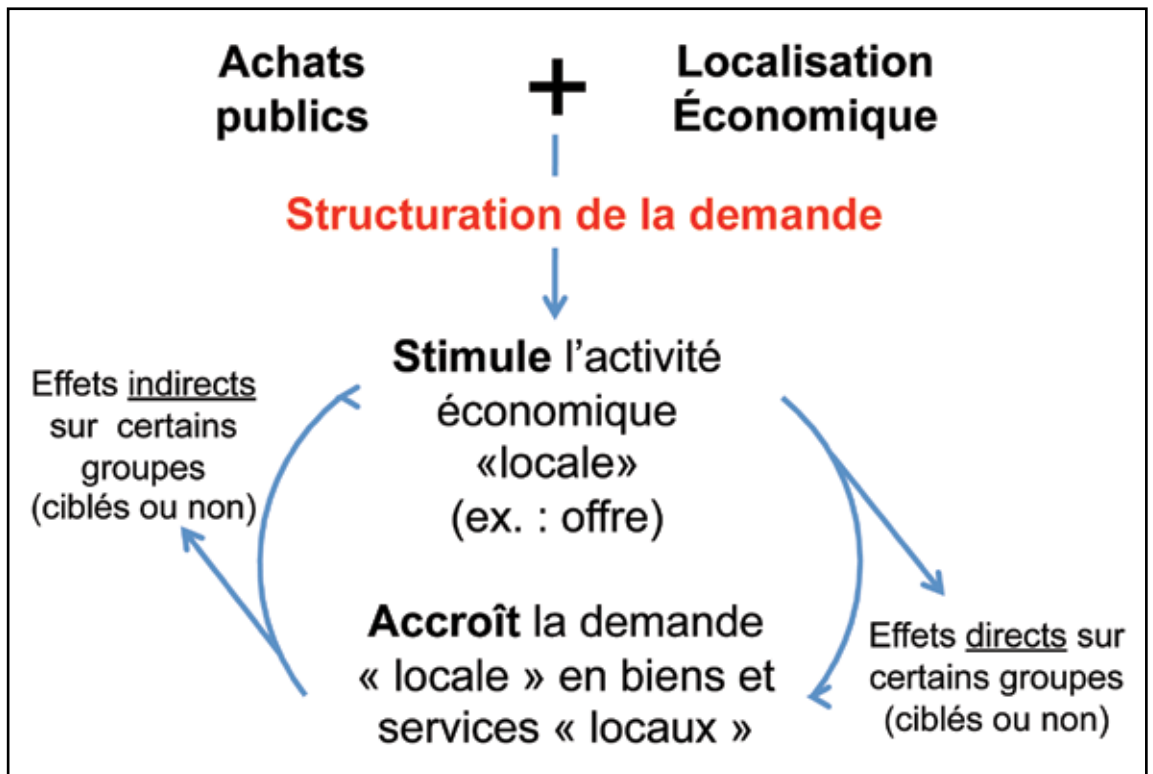 Achats
publics
+
Localisation
Économique
Structuration de la demande
Stimule l’activité
économique
«locale»
(ex. : offre)
Effets indirects
sur certains
groupes
(ciblés ou non)
Accroît la demande
« locale » en biens et
services « locaux »
Effets directs sur
certains groupes
(ciblés ou non)